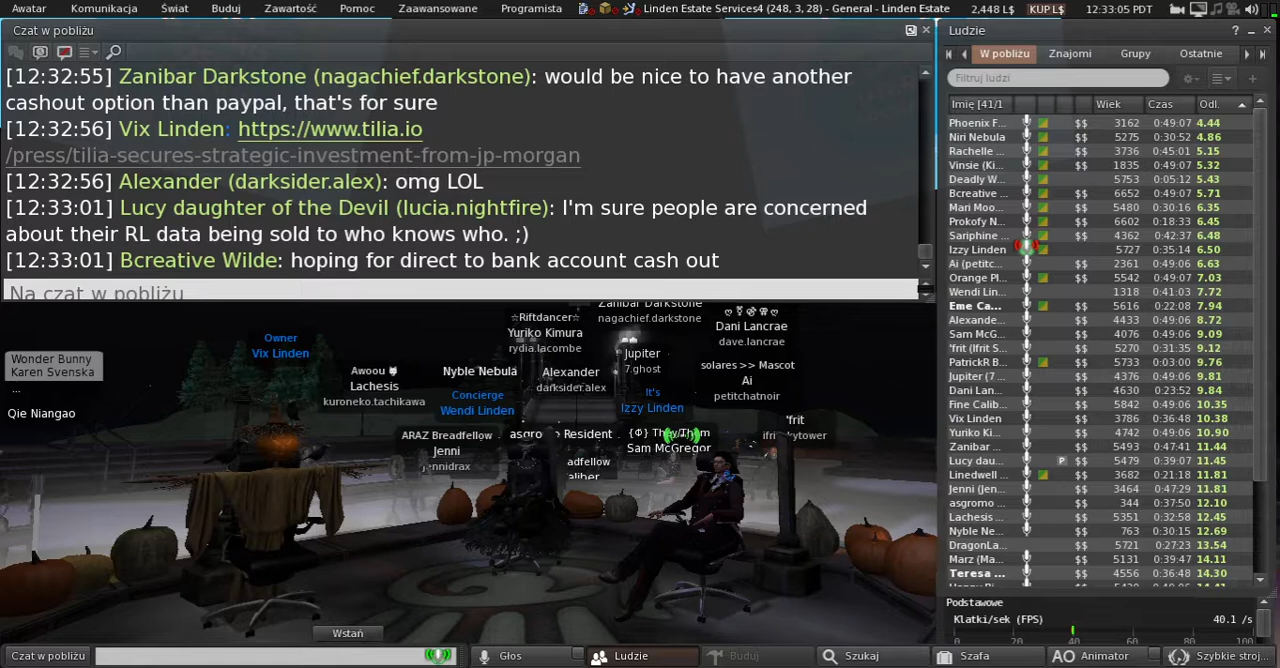 Awatar Komunikacja Świat Buduj Zawartość Pomoc Zaawansowane Programista Linden Estate Services4 (248, 3, 28) - General - Linden Estate 2,448 L$ KUP L$ 12:33:05 PDT
Czat w pobliżu
[12:32:55] Zanibar Darkstone (nagachief.darkstone): would be nice to have another
cashout option than paypal, that's for sure
[12:32:56] Vix Linden: https://www.tilia.io
/press/tilia-secures-strategic-investment-from-jp-morgan
[12:32:56] Alexander (darksider.alex): omg LOL
[12:33:01] Lucy daughter of the Devil (lucia.nightfire): I'm sure people are concerned
about their RL data being sold to who knows who. ;)
[12:33:01] Bcreative Wilde: hoping for direct to bank account cash out
Na czat w pobliżu
Zanibar Darkstone
nagachief.darkstone
☆Riftdancer☆
Yuriko Kimura
rydia.lacombe
Dani Lancrae
dave.lancrae
Owner
Vix Linden
Wonder Bunny
Karen Svenska
...
Qie Niangao
Awoou
Lachesis
kuroneko.tachikawa
Nyble Nebula
Concierge
Wendi Linden
Alexander
darksider.alex
Jupiter
7.ghost
It's
Izzy Linden
solares >> Mascot
Ai
petitchatnoir
ARAZ Breadfellow
Jenni
jennidrax
asgromo Resident
adfellow
aliber
{Φ} They/Them
Sam McGregor
'frit
Wstań
Czat w pobliżu Głos Ludzie Buduj Szukaj Szafa AO Animator Szybkie stroj...
Ludzie
W pobliżu Znajomi Grupy Ostatnie
Filtruj ludzi
Imię [41/1 Wiek Czas Odl.
Phoenix F... $$ 3162 0:49:07 4.44
Niri Nebula $$ 5275 0:30:52 4.86
Rachelle ... $$ 3736 0:45:01 5.15
Vinsie (Ki... $$ 1835 0:49:07 5.32
Deadly W... 5753 0:05:12 5.43
Bcreative ... $$ 6652 0:49:07 5.71
Mari Moo... $$ 5480 0:30:16 6.35
Prokofy N... $$ 6602 0:18:33 6.45
Sariphine ... $$ 4362 0:42:37 6.48
Izzy Linden 5727 0:35:14 6.50
Ai (petitc... $$ 2361 0:49:06 6.63
Orange Pl... $$ 5542 0:49:07 7.03
Wendi Lin... 1318 0:41:03 7.72
Eme Ca... $$ 5616 0:22:08 7.94
Alexande... $$ 4433 0:49:06 8.72
Sam McG... $$ 4076 0:49:06 9.09
'frit (Ifrit S... $$ 5270 0:31:35 9.12
PatrickR B... $$ 5733 0:03:00 9.76
Jupiter (7 ... $$ 4376 0:49:06 9.81
Dani Lan... $$ 4630 0:23:52 9.84
Fine Calib... $$ 5842 0:49:06 10.35
Vix Linden $$ 3786 0:36:48 10.38
Yuriko Ki... $$ 4972 0:49:06 10.90
Zanibar ... $$ 5493 0:47:41 11.44
Lucy dau... P $$ 5479 0:39:07 11.45
Linedwell ... $$ 3682 0:21:18 11.81
Jenni (Jen... $$ 3464 0:47:29 11.81
asgromo ... $$ 344 0:37:50 12.10
Lachesis ... $$ 5351 0:32:58 12.45
Nyble Ne... $$ 763 0:30:15 12.69
DragonLa... 5721 0:27:23 13.54
Marz (Ma... $$ 5131 0:39:47 14.11
Teresa ... $$ 4556 0:36:48 14.30
Podstawowe
Klatki/sek (FPS) 40.1 /s
0 20 40 60 80 100